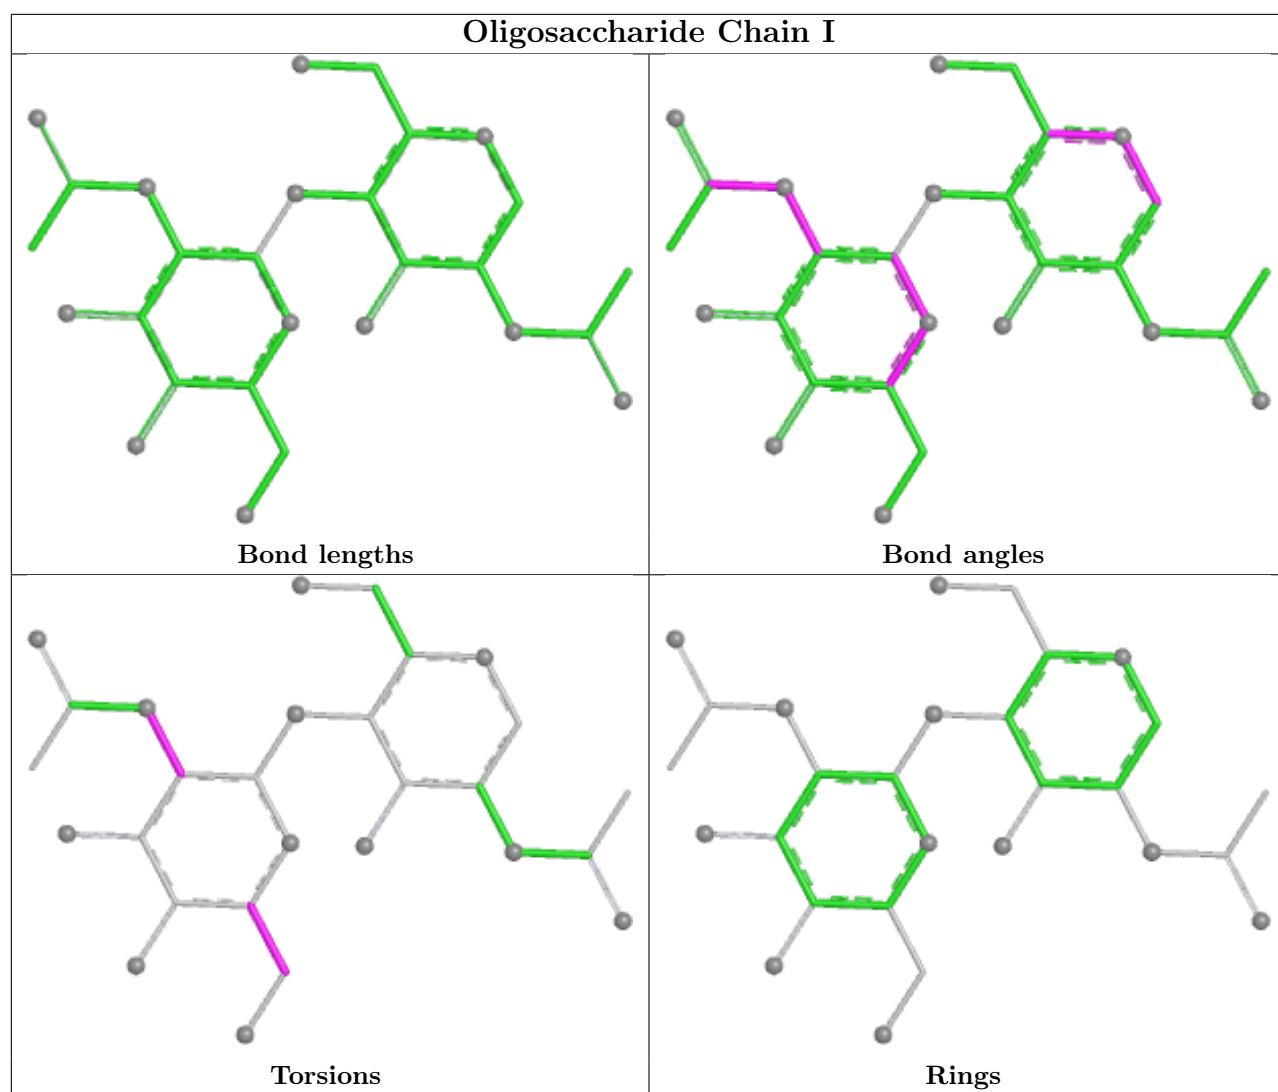 Oligosaccharide Chain I
Bond lengths
Bond angles
Torsions
Rings